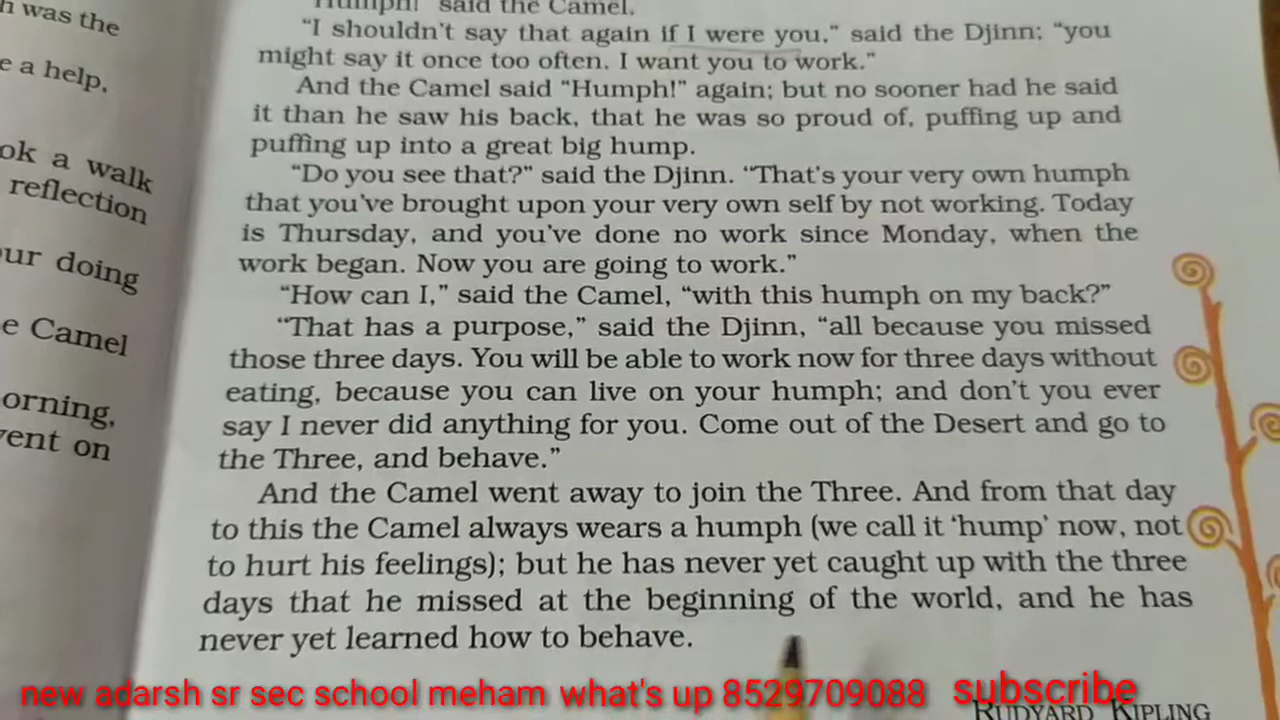 h was the
e a help,
ok a walk
reflection
ur doing
e Camel
orning,
vent on
"Humph!" said the Camel.
"I shouldn't say that again if I were you," said the Djinn; "you
might say it once too often. I want you to work."
And the Camel said "Humph!" again; but no sooner had he said
it than he saw his back, that he was so proud of, puffing up and
puffing up into a great big hump.
"Do you see that?" said the Djinn. "That's your very own humph
that you've brought upon your very own self by not working. Today
is Thursday, and you've done no work since Monday, when the
work began. Now you are going to work."
"How can I," said the Camel, "with this humph on my back?"
"That has a purpose," said the Djinn, "all because you missed
those three days. You will be able to work now for three days without
eating, because you can live on your humph; and don't you ever
say I never did anything for you. Come out of the Desert and go to
the Three, and behave."
And the Camel went away to join the Three. And from that day
to this the Camel always wears a humph (we call it 'hump' now, not
to hurt his feelings); but he has never yet caught up with the three
days that he missed at the beginning of the world, and he has
never yet learned how to behave.
RUDYARD KIPLING
new adarsh sr sec school meham what's up 8529709088 subscribe